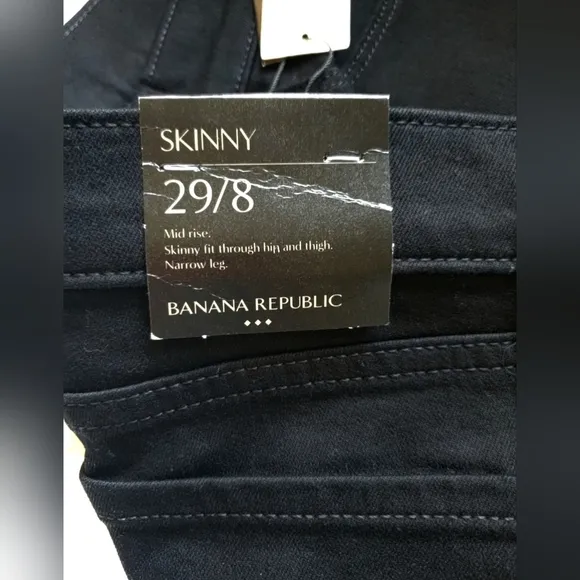 SKINNY
29/8
Mid rise.
Skinny fit through hip and thigh.
Narrow leg.
BANANA REPUBLIC